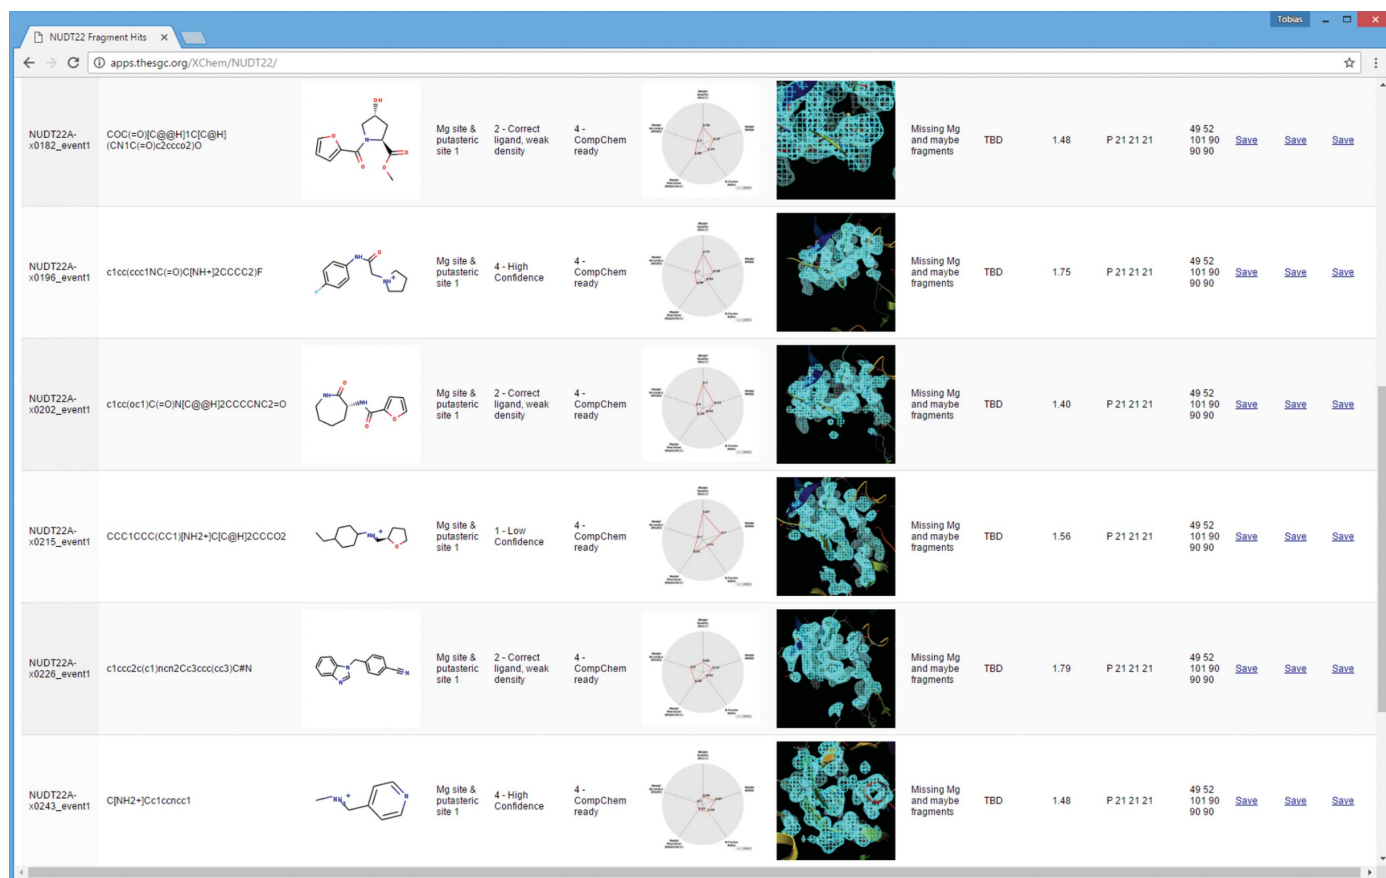 Tobias
NUDT22 Fragment Hits
apps.thesgc.org/XChem/NUDT22/
NUDT22A-
x0182_event1
COC(=O)[C@@H]1C[C@H]
(CN1C(=O)c2ccco2)O
OH
N
O
O
O
O
Mg site &
putasteric
site 1
2 - Correct
ligand, weak
density
4 -
CompChem
ready
Missing Mg
and maybe
fragments
TBD
1.48
P 21 21 21
49 52
101 90
90 90
Save
Save
Save
NUDT22A-
x0196_event1
c1cc(ccc1NC(=O)C[NH+]2CCCC2)F
NH
O
NH+
Mg site &
putasteric
site 1
4 - High
Confidence
4 -
CompChem
ready
Missing Mg
and maybe
fragments
TBD
1.75
P 21 21 21
49 52
101 90
90 90
Save
Save
Save
NUDT22A-
x0202_event1
c1cc(oc1)C(=O)N[C@@H]2CCCCNC2=O
O
NH
NH
O
O
Mg site &
putasteric
site 1
2 - Correct
ligand, weak
density
4 -
CompChem
ready
Missing Mg
and maybe
fragments
TBD
1.40
P 21 21 21
49 52
101 90
90 90
Save
Save
Save
NUDT22A-
x0215_event1
CCC1CCC(CC1)[NH2+]C[C@H]2CCCO2
O
Mg site &
putasteric
site 1
1 - Low
Confidence
4 -
CompChem
ready
Missing Mg
and maybe
fragments
TBD
1.56
P 21 21 21
49 52
101 90
90 90
Save
Save
Save
NUDT22A-
x0226_event1
c1ccc2c(c1)ncn2Cc3ccc(cc3)C#N
N
N
N
Mg site &
putasteric
site 1
2 - Correct
ligand, weak
density
4 -
CompChem
ready
Missing Mg
and maybe
fragments
TBD
1.79
P 21 21 21
49 52
101 90
90 90
Save
Save
Save
NUDT22A-
x0243_event1
C[NH2+]Cc1ccncc1
N
Mg site &
putasteric
site 1
4 - High
Confidence
4 -
CompChem
ready
Missing Mg
and maybe
fragments
TBD
1.48
P 21 21 21
49 52
101 90
90 90
Save
Save
Save